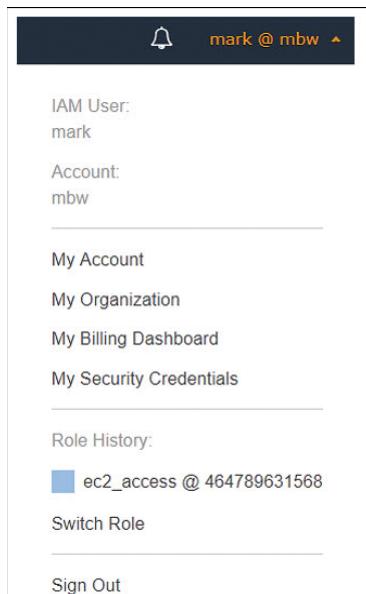 mark @ mbw
IAM User:
mark
Account:
mbw
My Account
My Organization
My Billing Dashboard
My Security Credentials
Role History:
ec2_access @ 464789631568
Switch Role
Sign Out